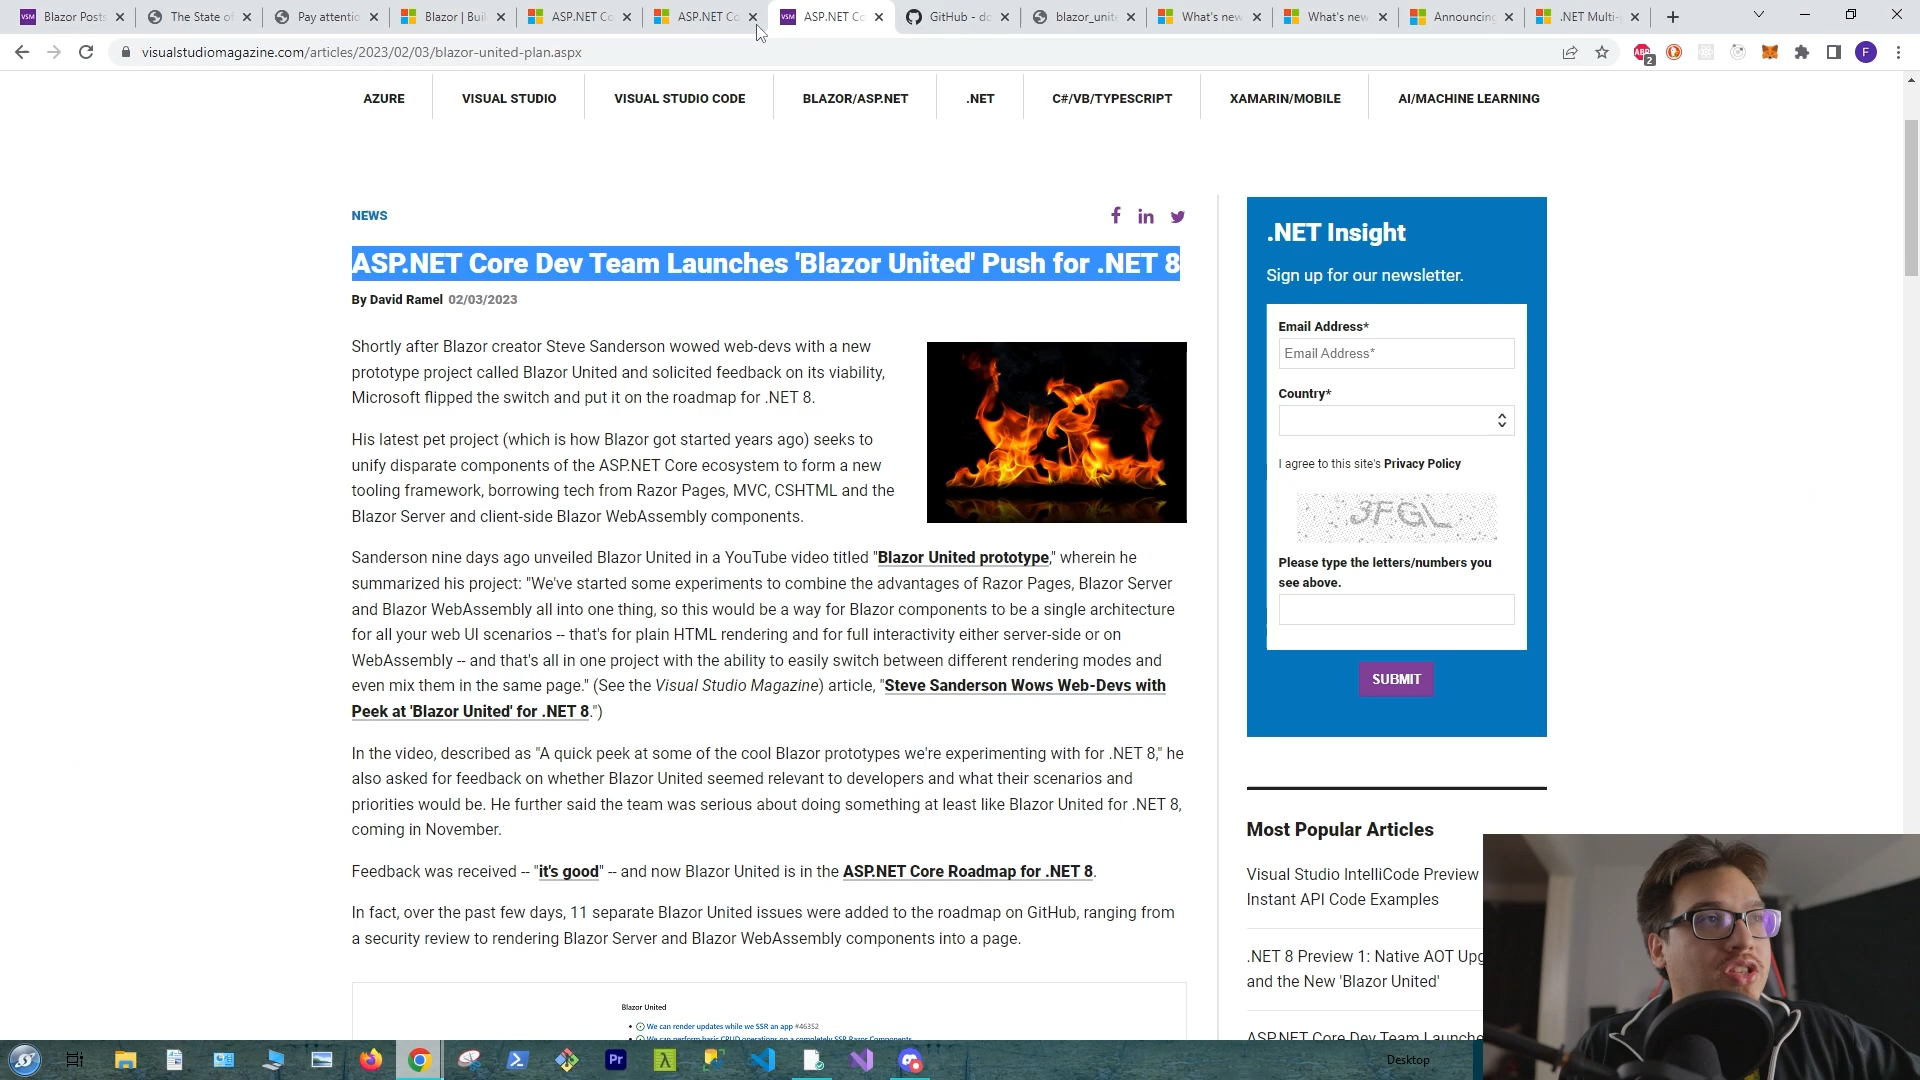 Blazor Posts
The State of
Pay attentic
Blazor | Buil
ASP.NET Co
ASP.NET Co
ASP.NET Co
GitHub - do
blazor_unite
What's new
What's new
Announcing
.NET Multi-
visualstudiomagazine.com/articles/2023/02/03/blazor-united-plan.aspx
ABP
2
F
AZURE
VISUAL STUDIO
VISUAL STUDIO CODE
BLAZOR/ASP.NET
.NET
C#/VB/TYPESCRIPT
XAMARIN/MOBILE
AI/MACHINE LEARNING
NEWS
ASP.NET Core Dev Team Launches 'Blazor United' Push for .NET 8
By David Ramel 02/03/2023
Shortly after Blazor creator Steve Sanderson wowed web-devs with a new
prototype project called Blazor United and solicited feedback on its viability,
Microsoft flipped the switch and put it on the roadmap for .NET 8.
His latest pet project (which is how Blazor got started years ago) seeks to
unify disparate components of the ASP.NET Core ecosystem to form a new
tooling framework, borrowing tech from Razor Pages, MVC, CSHTML and the
Blazor Server and client-side Blazor WebAssembly components.
Sanderson nine days ago unveiled Blazor United in a YouTube video titled "Blazor United prototype," wherein he
summarized his project: "We've started some experiments to combine the advantages of Razor Pages, Blazor Server
and Blazor WebAssembly all into one thing, so this would be a way for Blazor components to be a single architecture
for all your web UI scenarios -- that's for plain HTML rendering and for full interactivity either server-side or on
WebAssembly -- and that's all in one project with the ability to easily switch between different rendering modes and
even mix them in the same page." (See the Visual Studio Magazine) article, "Steve Sanderson Wows Web-Devs with
Peek at 'Blazor United' for .NET 8.")
In the video, described as "A quick peek at some of the cool Blazor prototypes we're experimenting with for .NET 8," he
also asked for feedback on whether Blazor United seemed relevant to developers and what their scenarios and
priorities would be. He further said the team was serious about doing something at least like Blazor United for .NET 8,
coming in November.
Feedback was received -- "it's good" -- and now Blazor United is in the ASP.NET Core Roadmap for .NET 8.
In fact, over the past few days, 11 separate Blazor United issues were added to the roadmap on GitHub, ranging from
a security review to rendering Blazor Server and Blazor WebAssembly components into a page.
Blazor United
We can render updates while we SSR an app #46352
We can perform basic CRUD operations on a completely SSR Razor Components
.NET Insight
Sign up for our newsletter.
Email Address*
Email Address*
Country*
I agree to this site's Privacy Policy
3FGL
Please type the letters/numbers you
see above.
SUBMIT
Most Popular Articles
Visual Studio IntelliCode Preview
Instant API Code Examples
.NET 8 Preview 1: Native AOT Upg
and the New 'Blazor United'
ASP.NET Core Dev Team Launche
Pr
Desktop